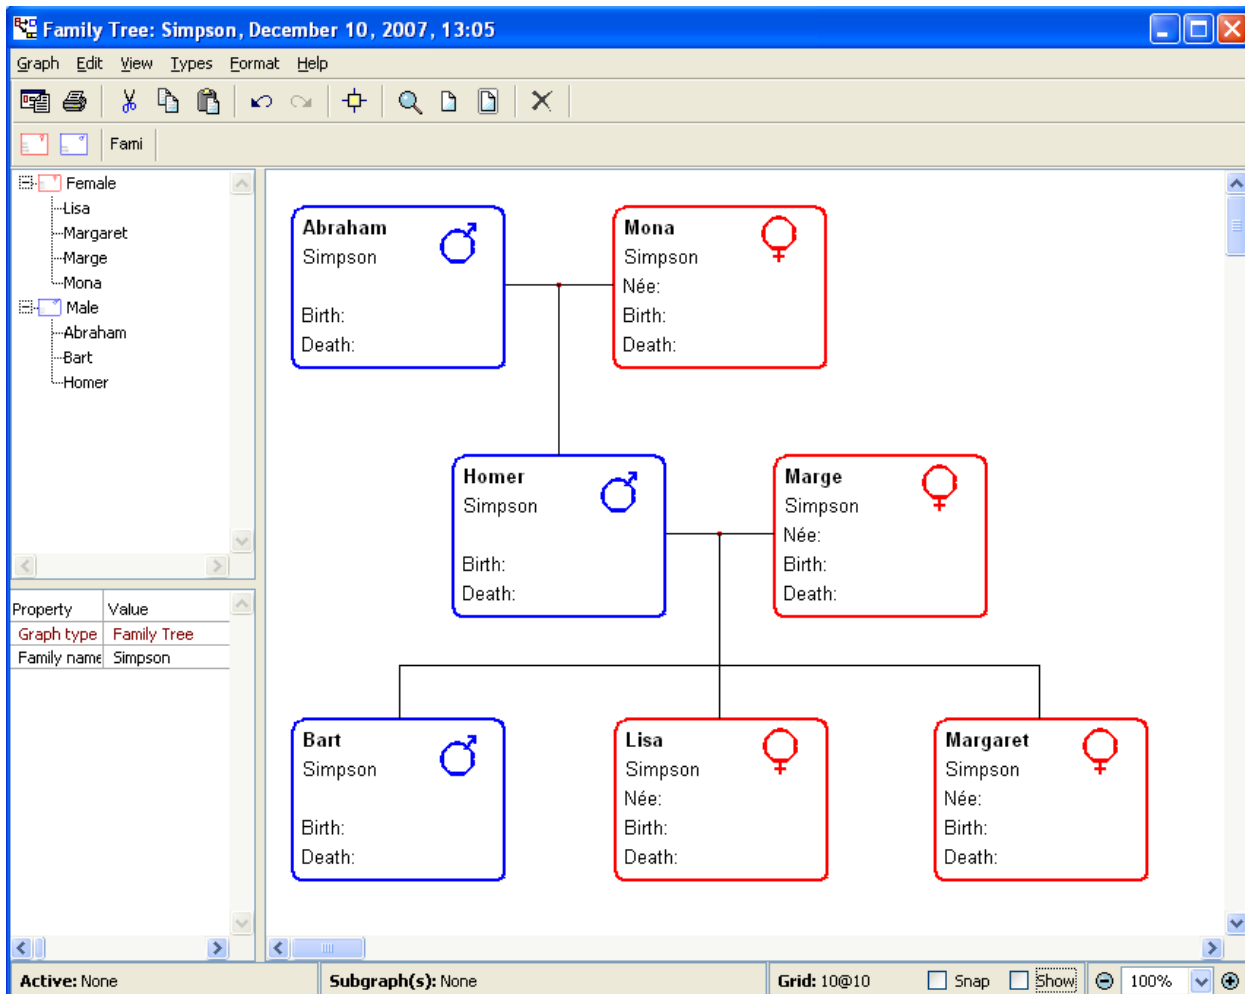 Family Tree: Simpson, December 10, 2007, 13:05
Graph Edit View Types Format Help
Fami
Female
Lisa
Margaret
Marge
Mona
Male
Abraham
Bart
Homer
Property Value
Graph type Family Tree
Family name Simpson
Abraham
Simpson
Birth:
Death:
Mona
Simpson
Née:
Birth:
Death:
Homer
Simpson
Birth:
Death:
Marge
Simpson
Née:
Birth:
Death:
Bart
Simpson
Birth:
Death:
Lisa
Simpson
Née:
Birth:
Death:
Margaret
Simpson
Née:
Birth:
Death:
Active: None Subgraph(s): None Grid: 10@10 Snap Show 100%